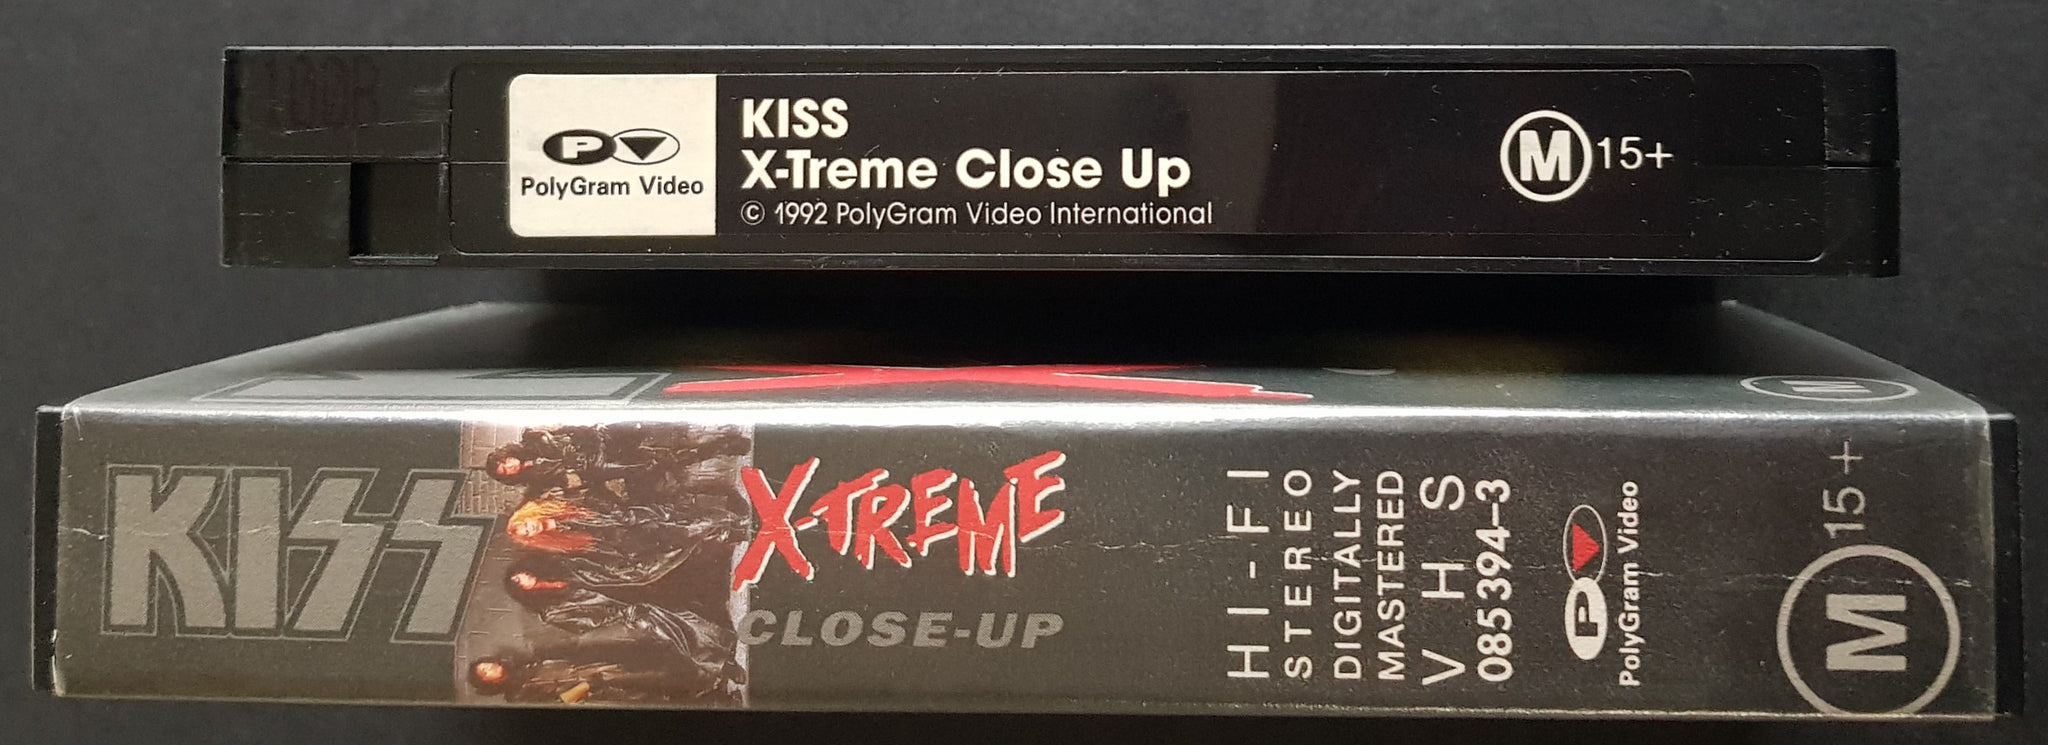 P
PolyGram Video
KISS
X-Treme Close Up
© 1992 PolyGram Video International
M 15+
X
M
KISS
X-TREME
CLOSE-UP
HI-FI
STEREO
DIGITALLY
MASTERED
VHS
085394-3
P
PolyGram Video
M 15+